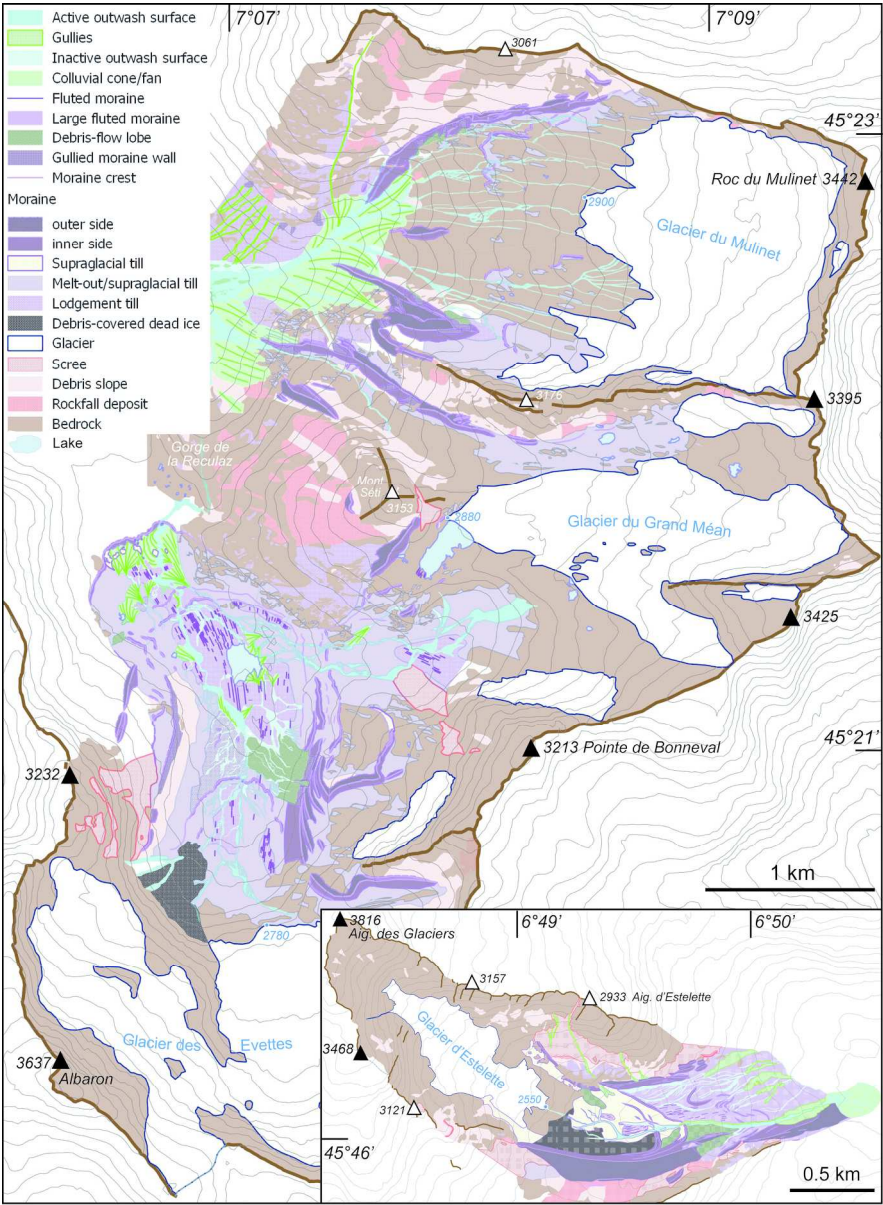 7°07'
7°09'
Active outwash surface
Gullies
Inactive outwash surface
Colluvial cone/fan
Fluted moraine
Large fluted moraine
Debris-flow lobe
Gullied moraine wall
Moraine crest
Moraine
outer side
inner side
Supraglacial till
Melt-out/supraglacial till
Lodgement till
Debris-covered dead ice
Glacier
Scree
Debris slope
Rockfall deposit
Bedrock
Lake
3061
45°23'
Roc du Mulinet 3442
2900
Glacier du Mulinet
3176
3395
Gorge de
la Reculaz
Mont
Séti
3153
2880
Glacier du Grand Méan
3425
45°21'
3213 Pointe de Bonneval
3232
1 km
2780
Glacier des Evettes
3637
Albaron
3816
Aig. des Glaciers
6°49'
6°50'
3157
2933 Aig. d'Estelette
Glacier d'Estelette
3468
2550
3121
45°46'
0.5 km